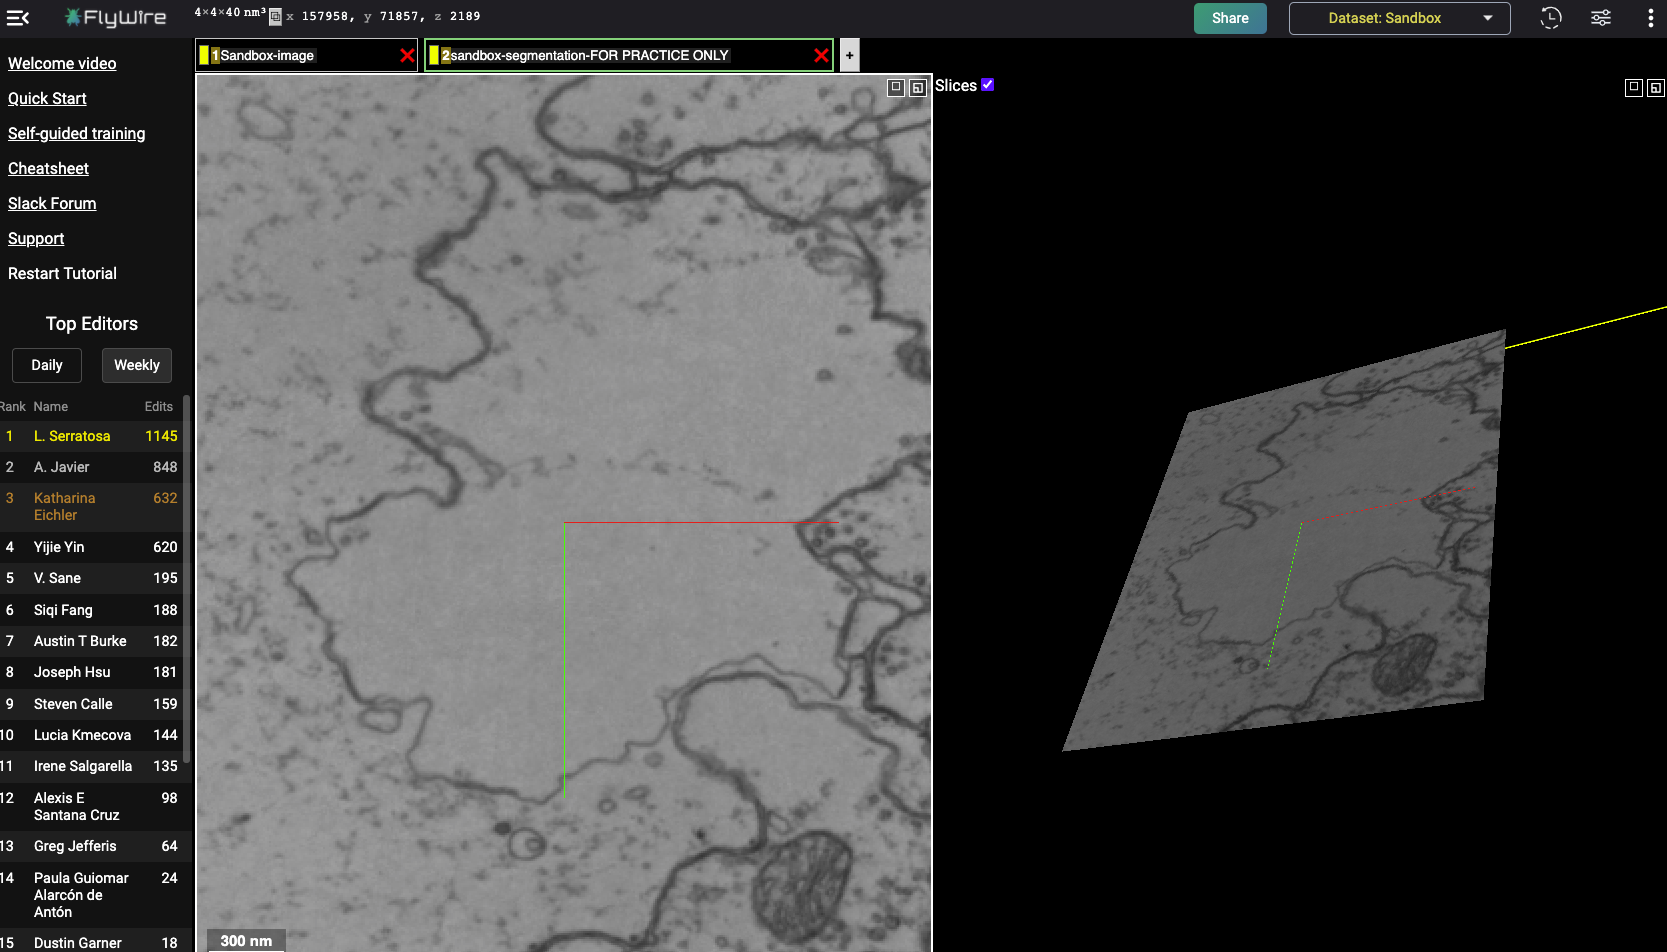 FlyWire
4×4×40 nm³ x 157958, y 71857, z 2189
Share
Dataset: Sandbox
1Sandbox-image
2sandbox-segmentation-FOR PRACTICE ONLY
+
Slices
Welcome video
Quick Start
Self-guided training
Cheatsheet
Slack Forum
Support
Restart Tutorial
Top Editors
Daily Weekly
Rank Name Edits
1 L. Serratosa 1145
2 A. Javier 848
3 Katharina 632
Eichler
4 Yijie Yin 620
5 V. Sane 195
6 Siqi Fang 188
7 Austin T Burke 182
8 Joseph Hsu 181
9 Steven Calle 159
10 Lucia Kmecova 144
11 Irene Salgarella 135
12 Alexis E 98
Santana Cruz
13 Greg Jefferis 64
14 Paula Guiomar 24
Alarcón de
Antón
15 Dustin Garner 18
300 nm